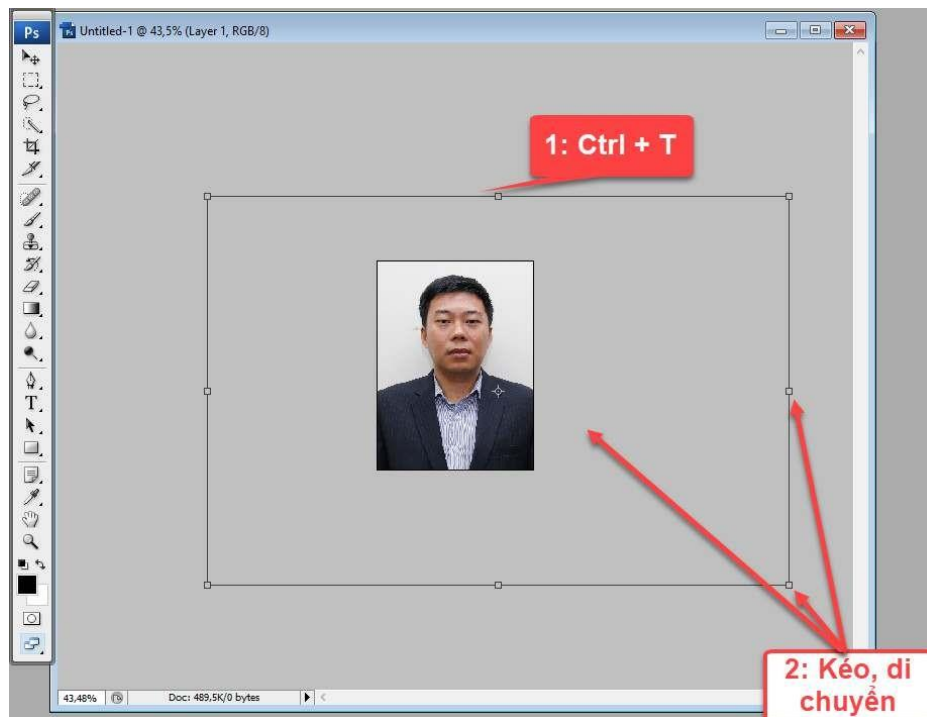 Ps
Untitled-1 @ 43,5% (Layer 1, RGB/8)
1: Ctrl + T
T
2: Kéo, di
chuyển
43,48%
Doc: 489,5K/0 bytes